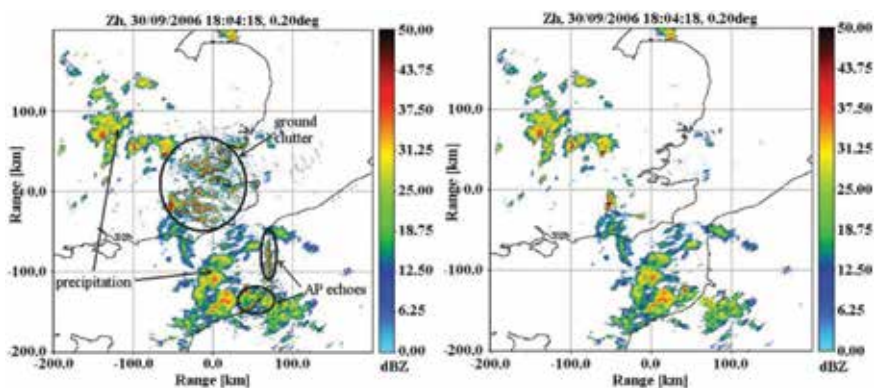 Zh, 30/09/2006 18:04:18, 0.20deg
50.00
43.75
37.50
31.25
25.00
18.75
12.50
6.25
0.00
dBZ
100.0
0.0
-100.0
-200.0
Range [km]
-200.0 -100.0 0.0 100.0
Range [km]
ground
clutter
precipitation
AP echoes
Zh, 30/09/2006 18:04:18, 0.20deg
50.00
43.75
37.50
31.25
25.00
18.75
12.50
6.25
0.00
dBZ
100.0
0.0
-100.0
-200.0
Range [km]
-200.0 -100.0 0.0 100.0
Range [km]